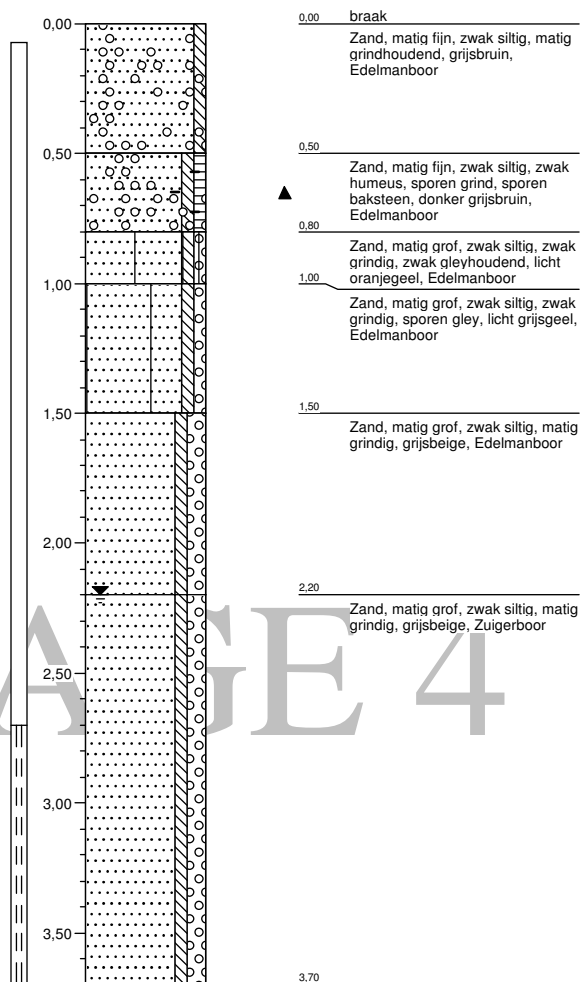 0,00
0,50
1,00
1,50
2,00
2,50
3,00
3,50
0,00 braak
Zand, matig fijn, zwak siltig, matig
grindhoudend, grijsbruin,
Edelmanboor
0,50
Zand, matig fijn, zwak siltig, zwak
humeus, sporen grind, sporen
baksteen, donker grijsbruin,
Edelmanboor
0,80
Zand, matig grof, zwak siltig, zwak
grindig, zwak gleyhoudend, licht
oranjegeel, Edelmanboor
1,00
Zand, matig grof, zwak siltig, zwak
grindig, sporen gley, licht grijsgeel,
Edelmanboor
1,50
Zand, matig grof, zwak siltig, matig
grindig, grijsbeige, Edelmanboor
2,20
Zand, matig grof, zwak siltig, matig
grindig, grijsbeige, Zuigerboor
3,70
AGE 4